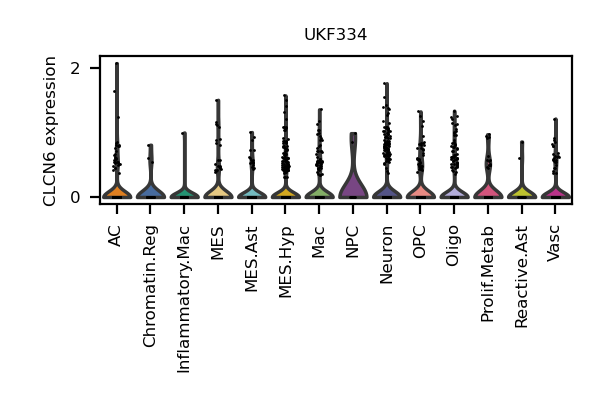 UKF334
CLCN6 expression
2
0
AC
Chromatin.Reg
Inflammatory.Mac
MES
MES.Ast
MES.Hyp
Mac
NPC
Neuron
OPC
Oligo
Prolif.Metab
Reactive.Ast
Vasc